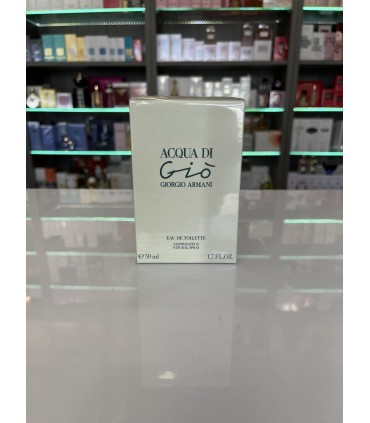 ACQUA DI
Giò
GIORGIO ARMANI
EAU DE TOILETTE
VAPORISATEUR
NATURAL SPRAY
℮ 50 ml 1.7 FL.OZ.